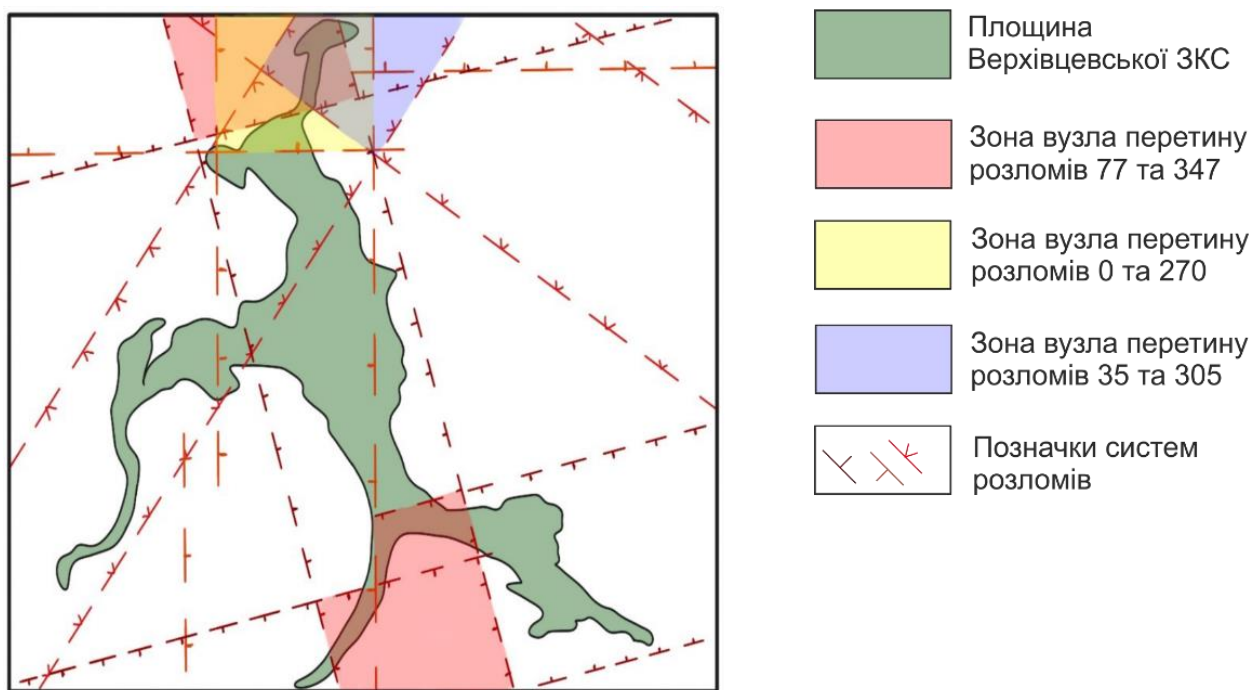 Площина
Верхівцевської ЗКС
Зона вузла перетину
розломів 77 та 347
Зона вузла перетину
розломів 0 та 270
Зона вузла перетину
розломів 35 та 305
Позначки систем
розломів